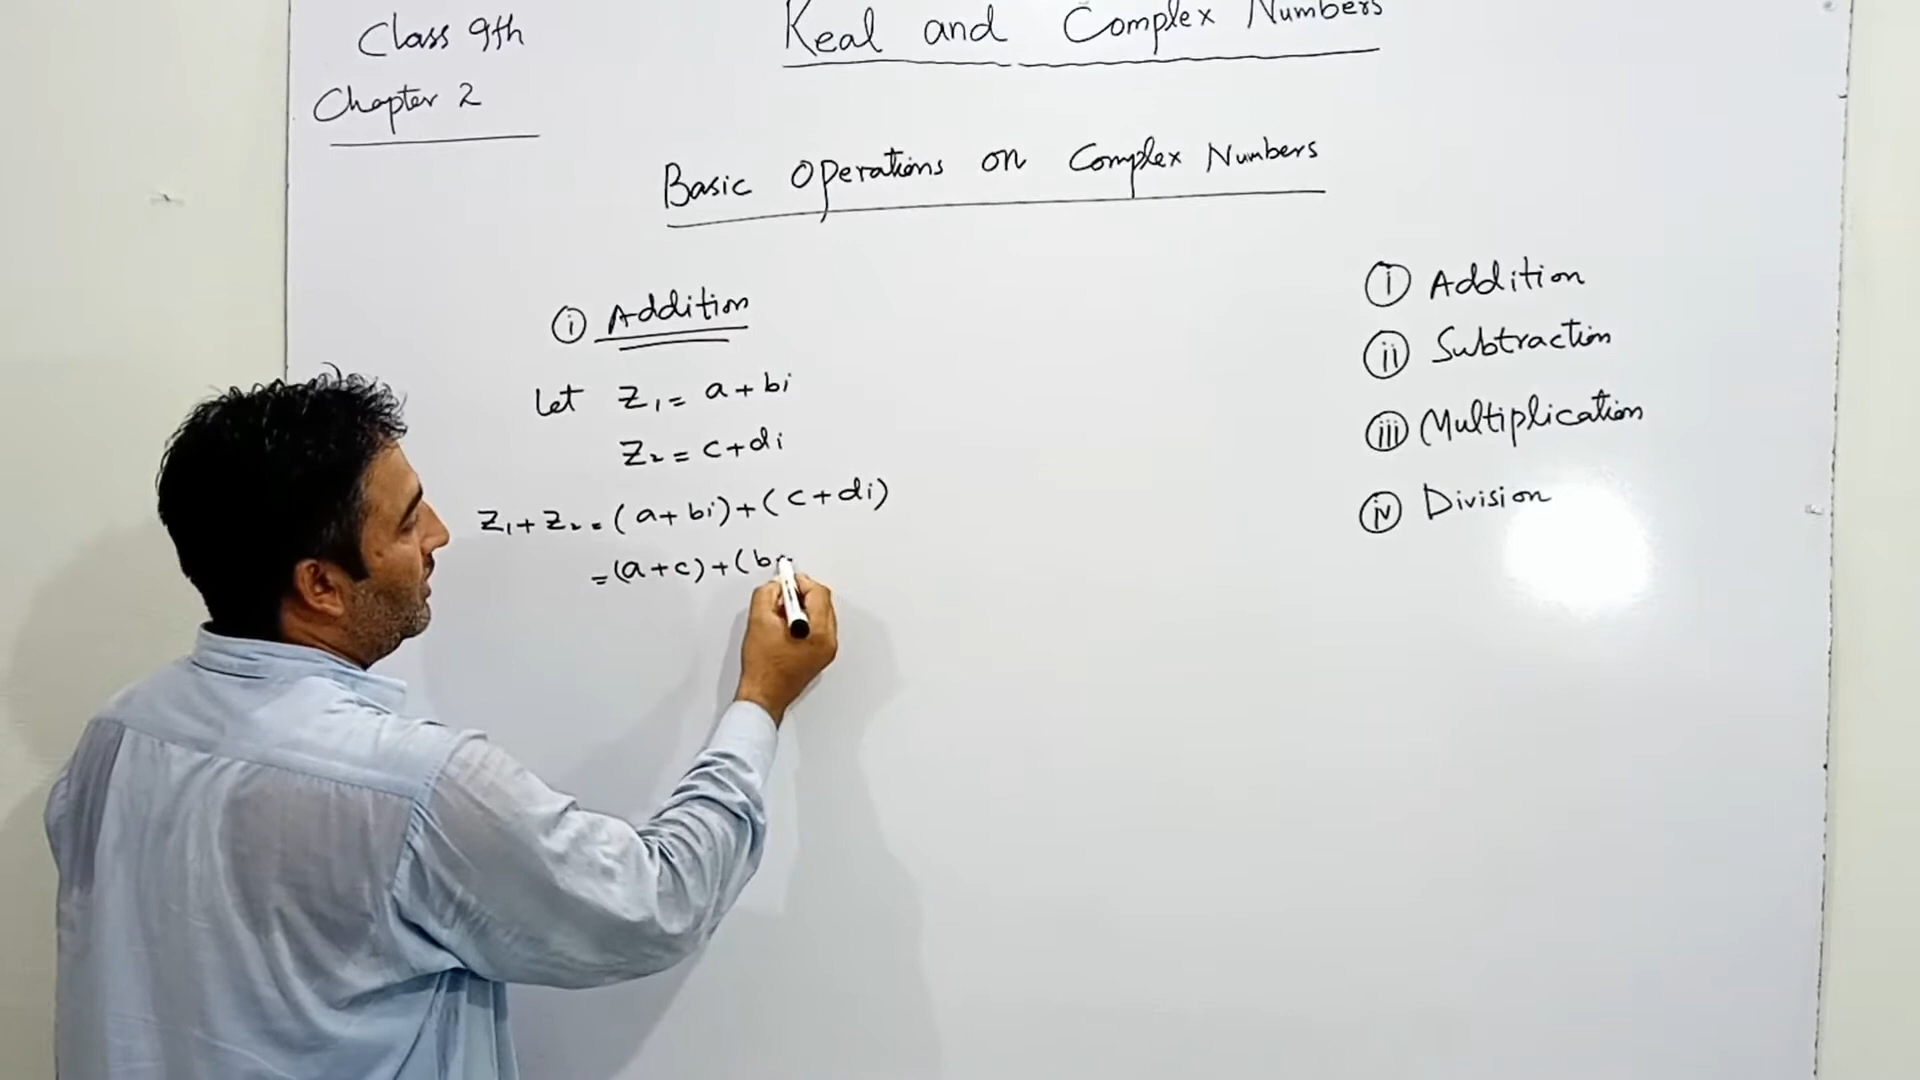 Class 9th
Chapter 2
Real and Complex Numbers
Basic Operations on Complex Numbers
(i) Addition
Let Z₁ = a + bi
Z₂ = c + di
Z₁ + Z₂ = (a + bi) + (c + di)
= (a + c) + (b
(i) Addition
(ii) Subtraction
(iii) Multiplication
(iv) Division